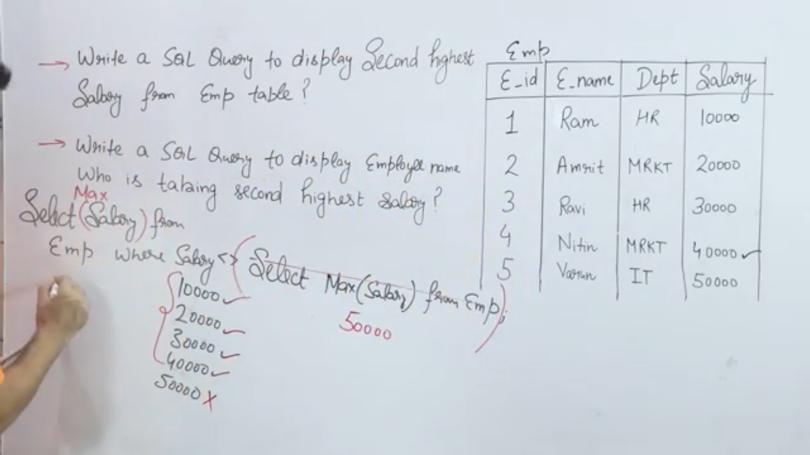 → Write a SQL Query to display Second highest
Salary from Emp table?
→ Write a SQL Query to display Employee name
Who is taking second highest salary?
Max
Select (Salary) from
Emp where Salary <> (Select Max(Salary) from Emp);
10000 ✓
20000 ✓
30000 ✓
40000 ✓
50000 X
50000
Emp
E_id E_name Dept Salary
1 Ram HR 10000
2 Amrit MRKT 20000
3 Ravi HR 30000
4 Nitin MRKT 40000 ✓
5 Varun IT 50000